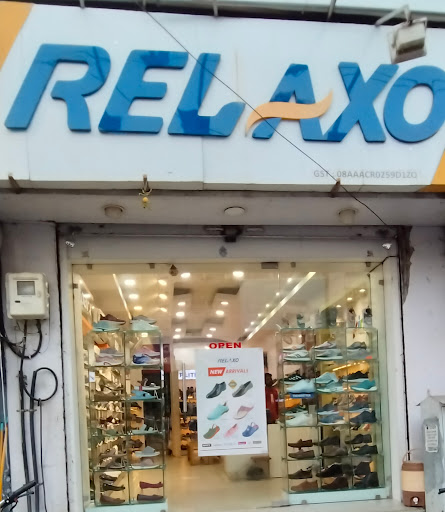 RELAXO
GST - 08AAACR0259D1ZQ
OPEN
RELAXO
NEW ARRIVALS